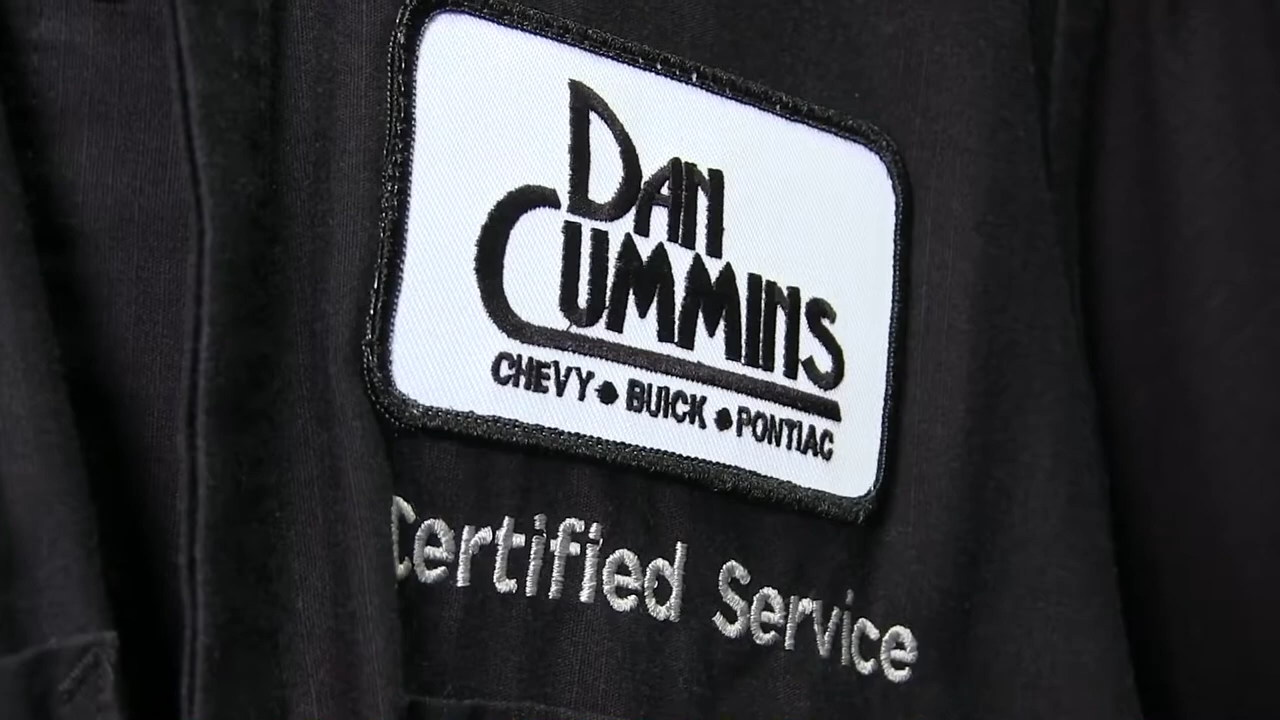 DAN
CUMMINS
CHEVY • BUICK • PONTIAC
Certified Service